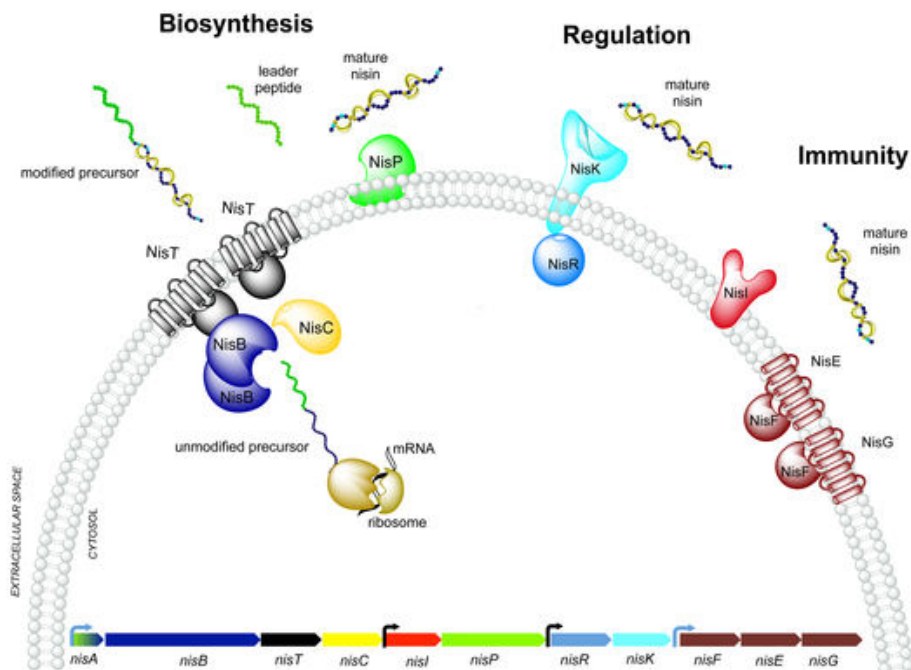 Biosynthesis
Regulation
Immunity
leader
peptide
mature
nisin
mature
nisin
mature
nisin
modified precursor
NisP
NisK
NisT
NisT
NisR
NisI
NisC
NisB
NisB
NisE
NisF
NisG
NisF
unmodified precursor
mRNA
ribosome
EXTRACELLULAR SPACE
CYTOSOL
nisA nisB nisT nisC nisI nisP nisR nisK nisF nisE nisG